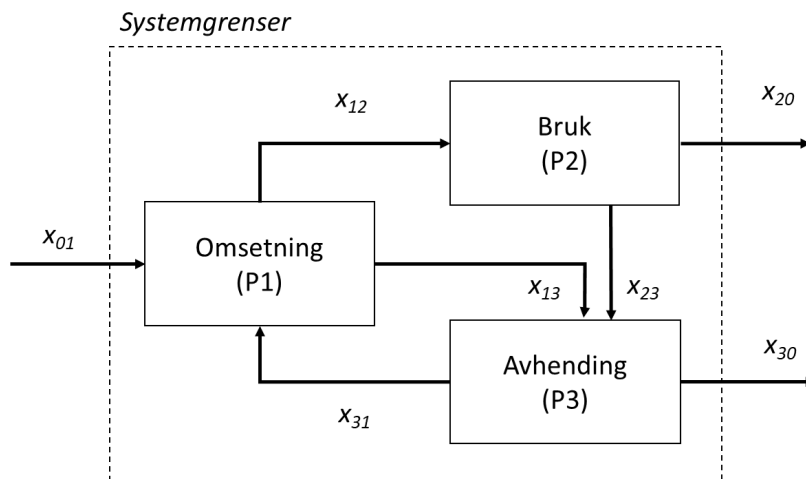 Systemgrenser
x12
x20
Bruk
(P2)
x01
Omsetning
(P1)
x13
x23
x30
Avhending
(P3)
x31